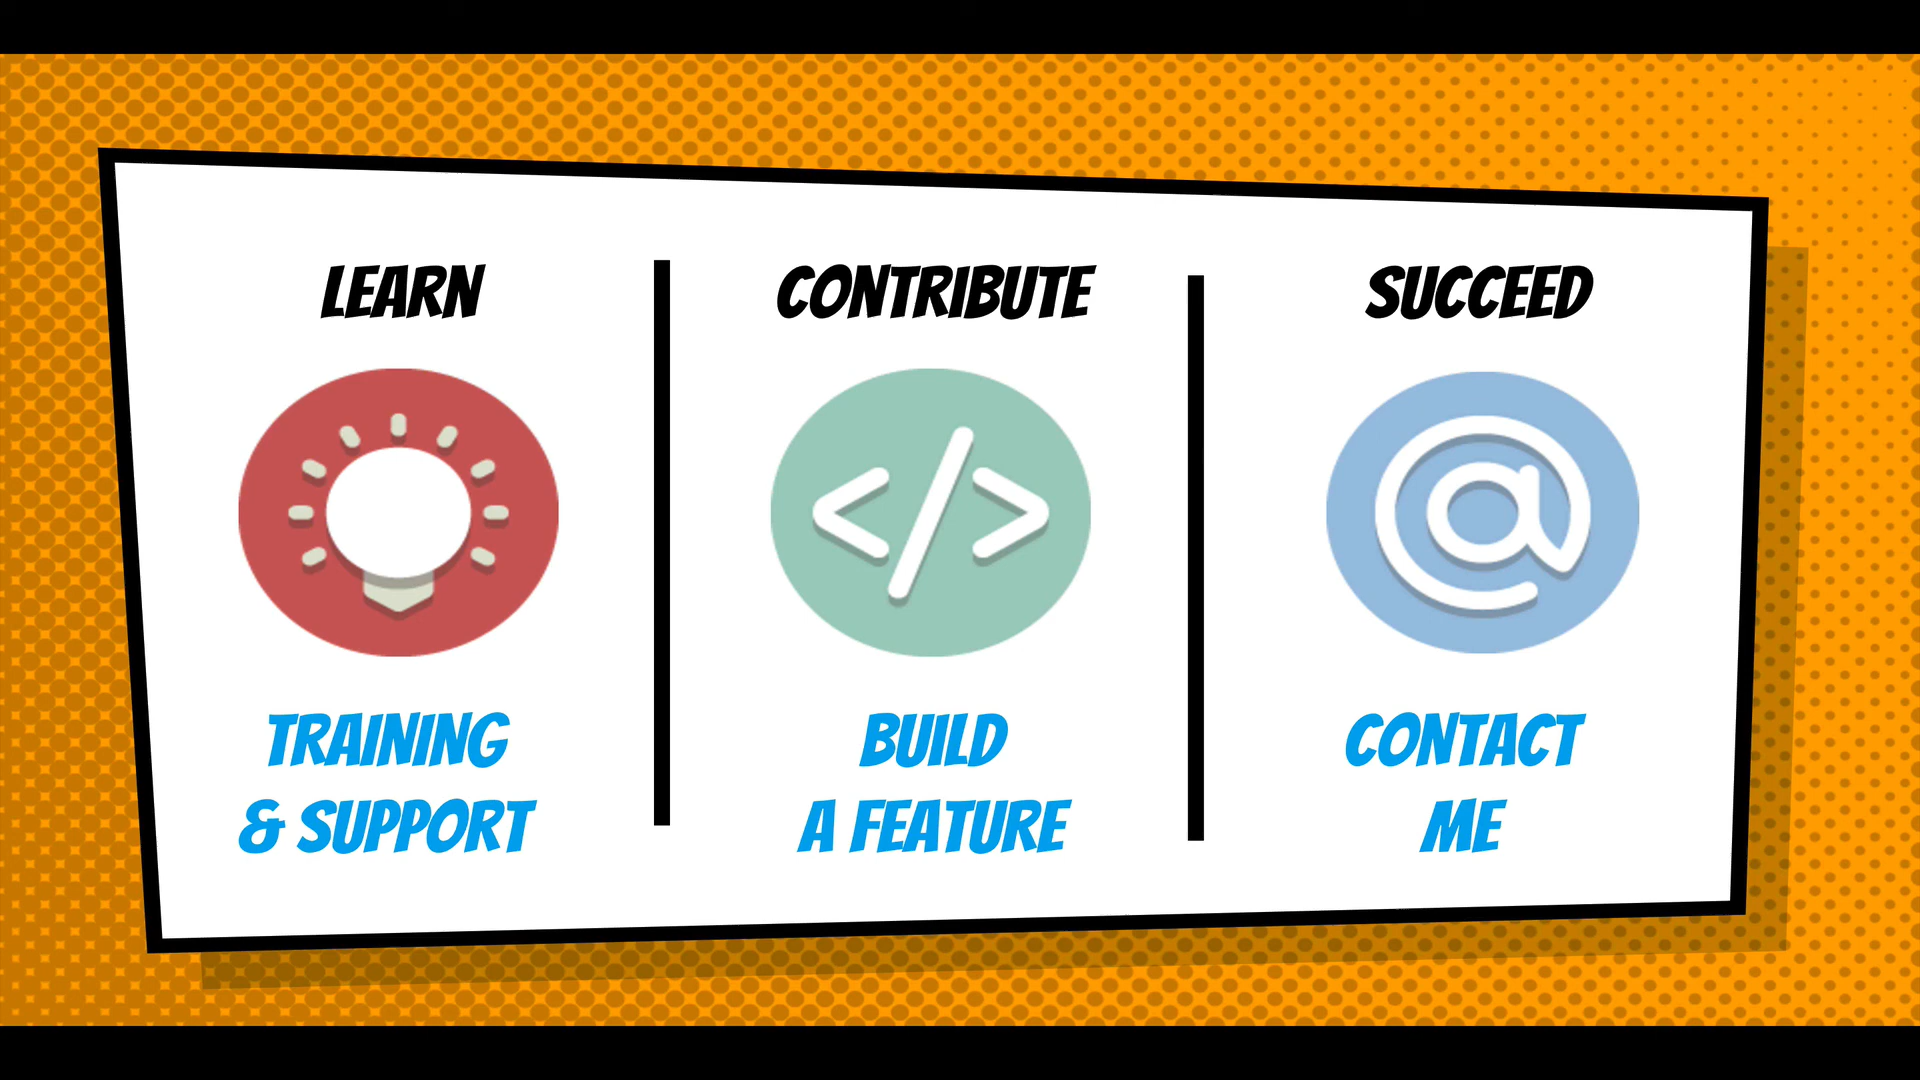 LEARN
CONTRIBUTE
SUCCEED
</>
@
TRAINING
& SUPPORT
BUILD
A FEATURE
CONTACT
ME